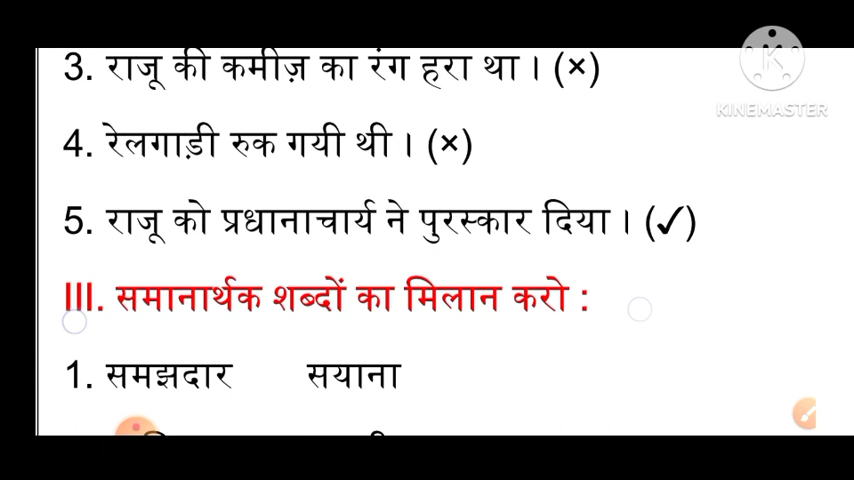 3. राजू की कमीज़ का रंग हरा था। (×)
K
KINEMASTER
4. रेलगाड़ी रुक गयी थी। (×)
5. राजू को प्रधानाचार्य ने पुरस्कार दिया। (✓)
III. समानार्थक शब्दों का मिलान करो :
1. समझदार सयाना